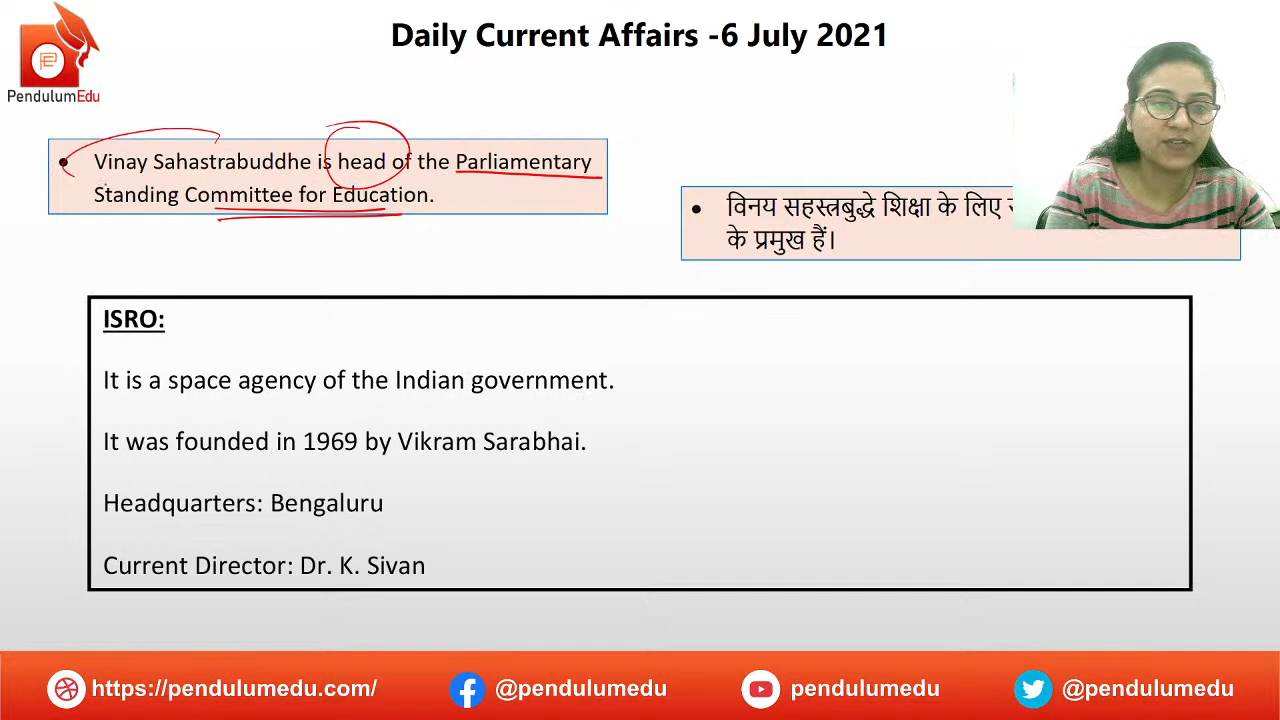 Daily Current Affairs -6 July 2021
PendulumEdu
• Vinay Sahastrabuddhe is head of the Parliamentary
Standing Committee for Education.
• विनय सहस्त्रबुद्धे शिक्षा के लिए
के प्रमुख हैं।
ISRO:
It is a space agency of the Indian government.
It was founded in 1969 by Vikram Sarabhai.
Headquarters: Bengaluru
Current Director: Dr. K. Sivan
https://pendulumedu.com/
@pendulumedu
pendulumedu
@pendulumedu